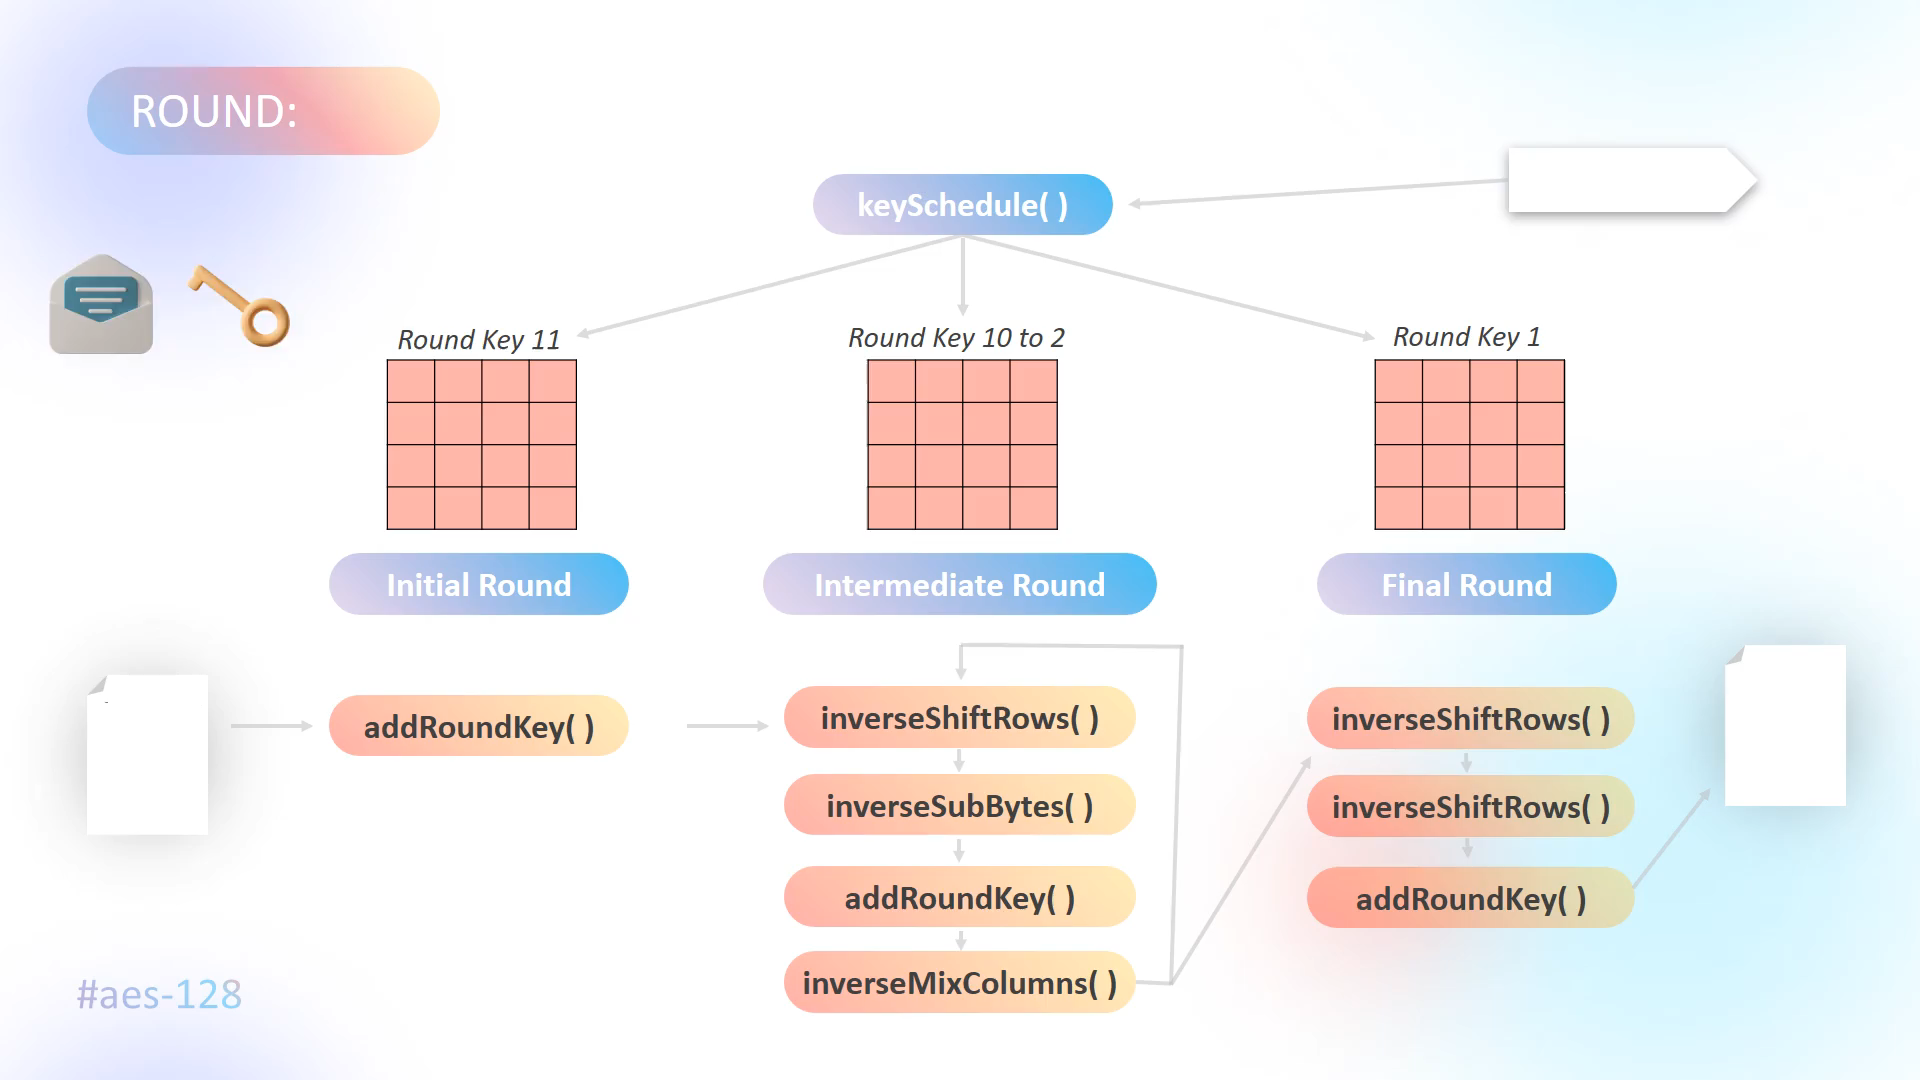 ROUND:
keySchedule( )
Round Key 11
Round Key 10 to 2
Round Key 1
Initial Round
Intermediate Round
Final Round
addRoundKey( )
inverseShiftRows( )
inverseSubBytes( )
addRoundKey( )
inverseMixColumns( )
inverseShiftRows( )
inverseShiftRows( )
addRoundKey( )
#aes-128